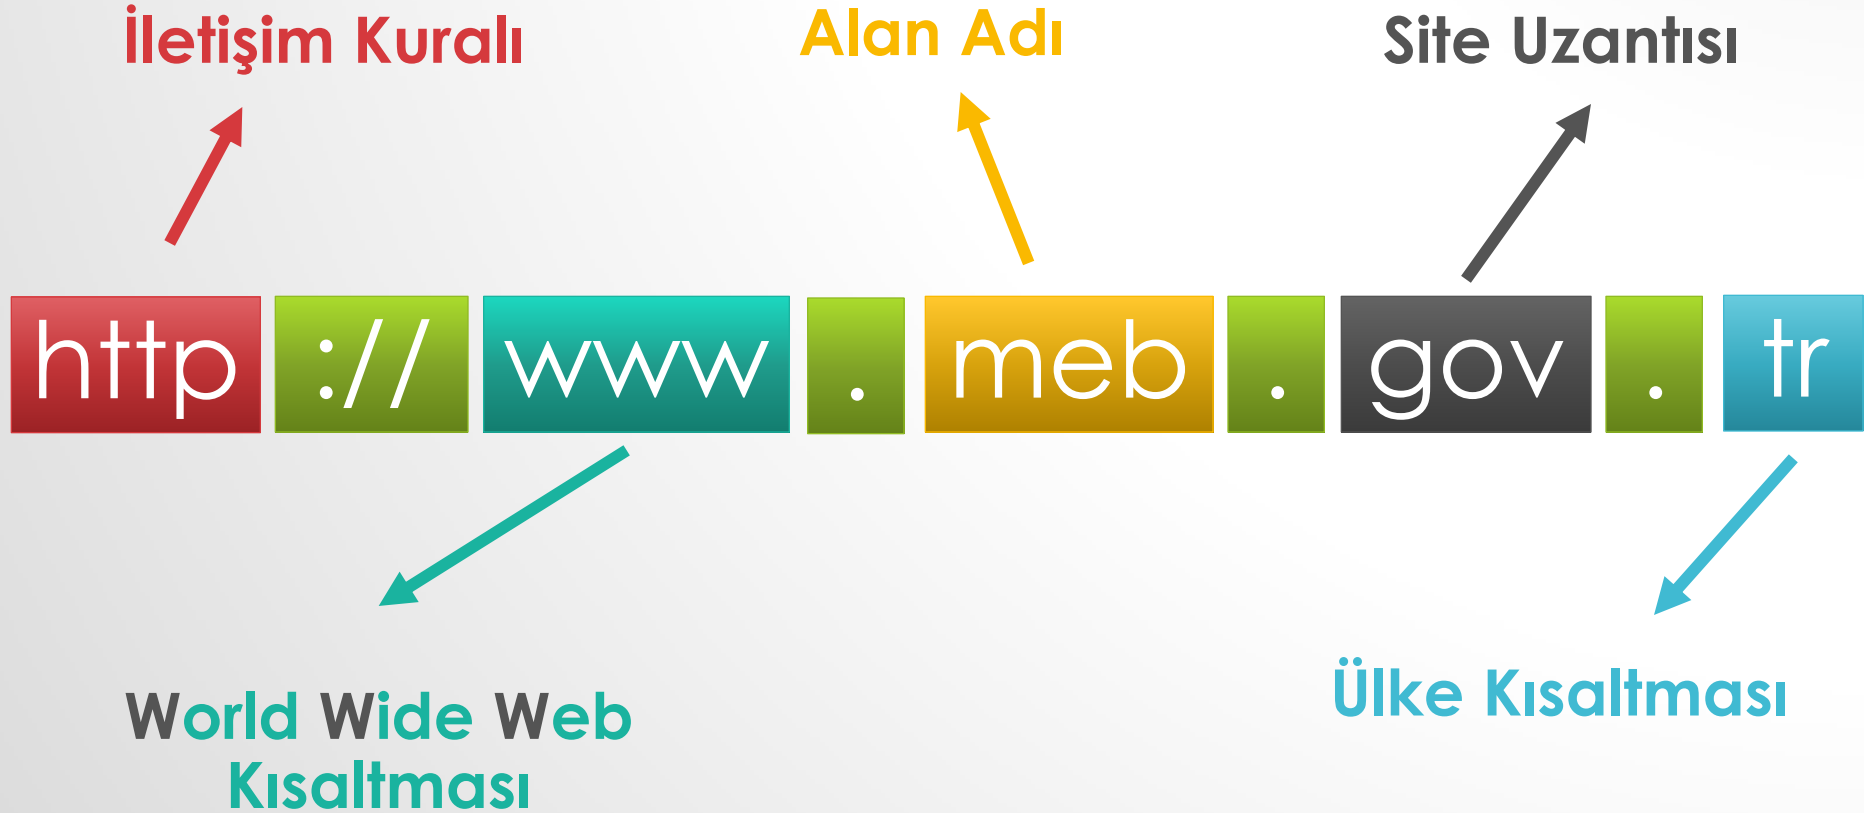 İletişim Kuralı
Alan Adı
Site Uzantısı
http :// www . meb . gov . tr
World Wide Web
Kısaltması
Ülke Kısaltması